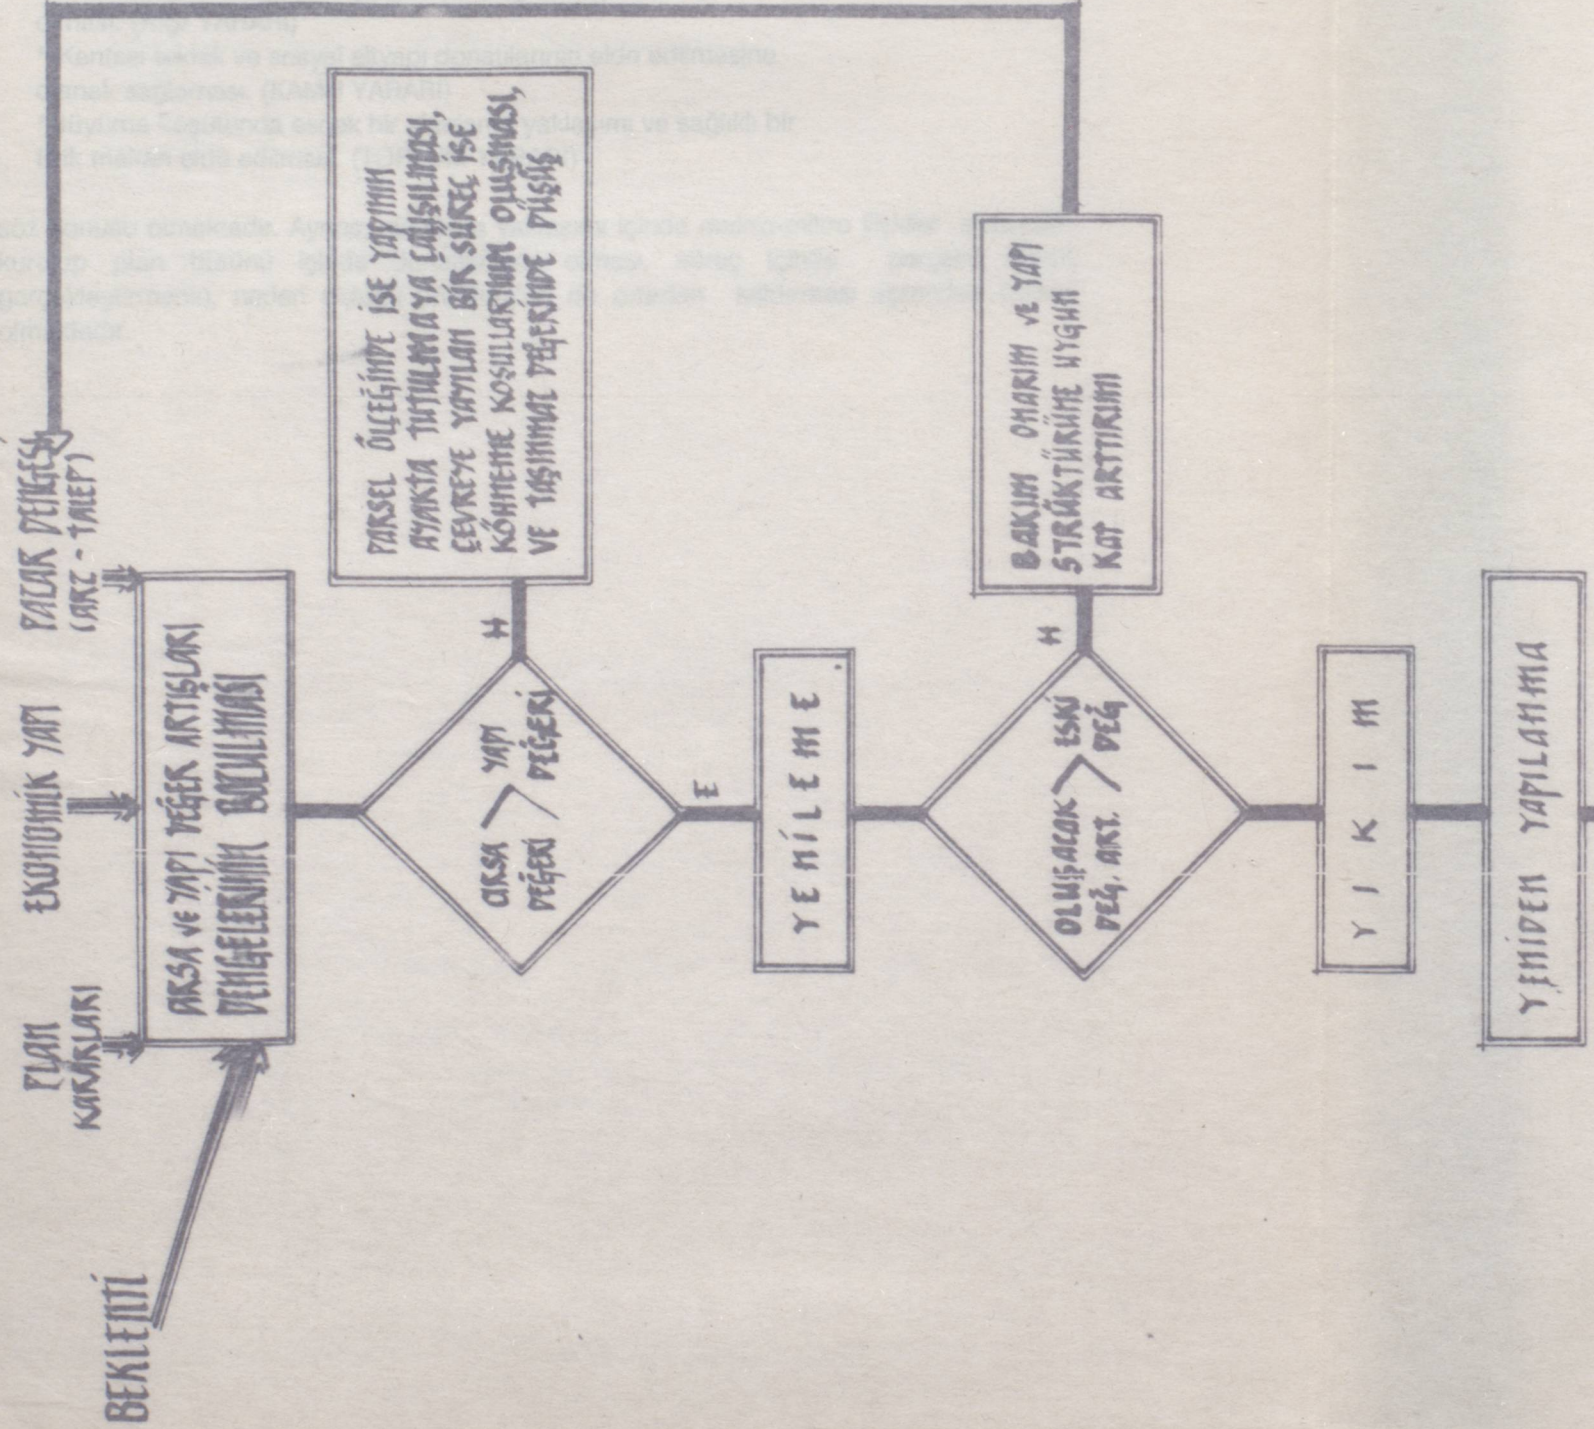 BEKLENTİ
PLAN
KARARLARI
EKONOMİK YAPI
PAZAR DENGESİ
(ARZ - TALEP)
ARSA VE YAPI DEĞER ARTIŞLARI
DENGELERİNİN BOZULMASI
ARSA > YAPI
DEĞERİ DEĞERİ
H
PARSEL ÖLÇEĞİNDE İSE YAPININ
AYAKTA TUTULMAYA ÇALIŞILMASI,
ÇEVREYE YAYILAN BİR SÜREÇ İSE
KÖHNEME KOŞULLARININ OLUŞMASI,
VE TAŞINMAZ DEĞERİNDE DÜŞÜŞ
E
YENİLEME
OLUŞACAK > ESKİ
DEĞ. ART. > DEĞ
H
BAKIM ONARIM VE YAPI
STRÜKTÜRÜNE UYGUN
KAT ARTTIRIMI
YIKIM
YENİDEN YAPILANMA